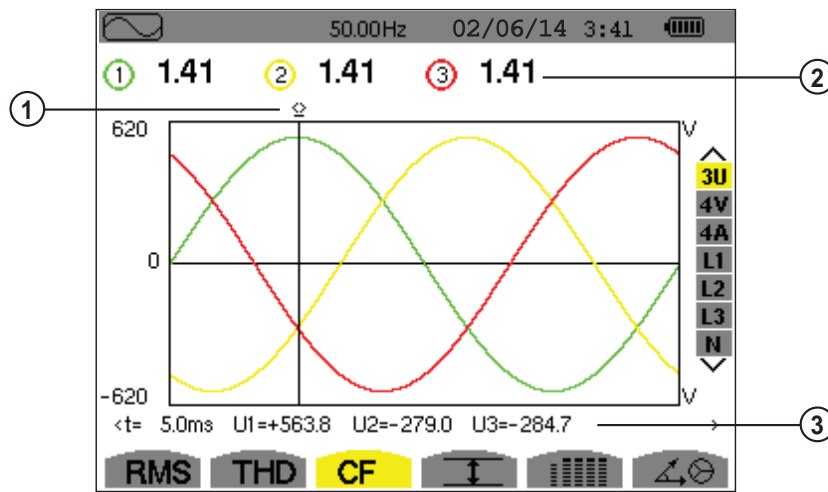 50.00Hz 02/06/14 3:41
1 1.41 2 1.41 3 1.41
2
1
620 V
3U
4V
4A
0 L1
L2
L3
N
-620 V
<t= 5.0ms U1=+563.8 U2=-279.0 U3=-284.7 >
3
RMS THD CF